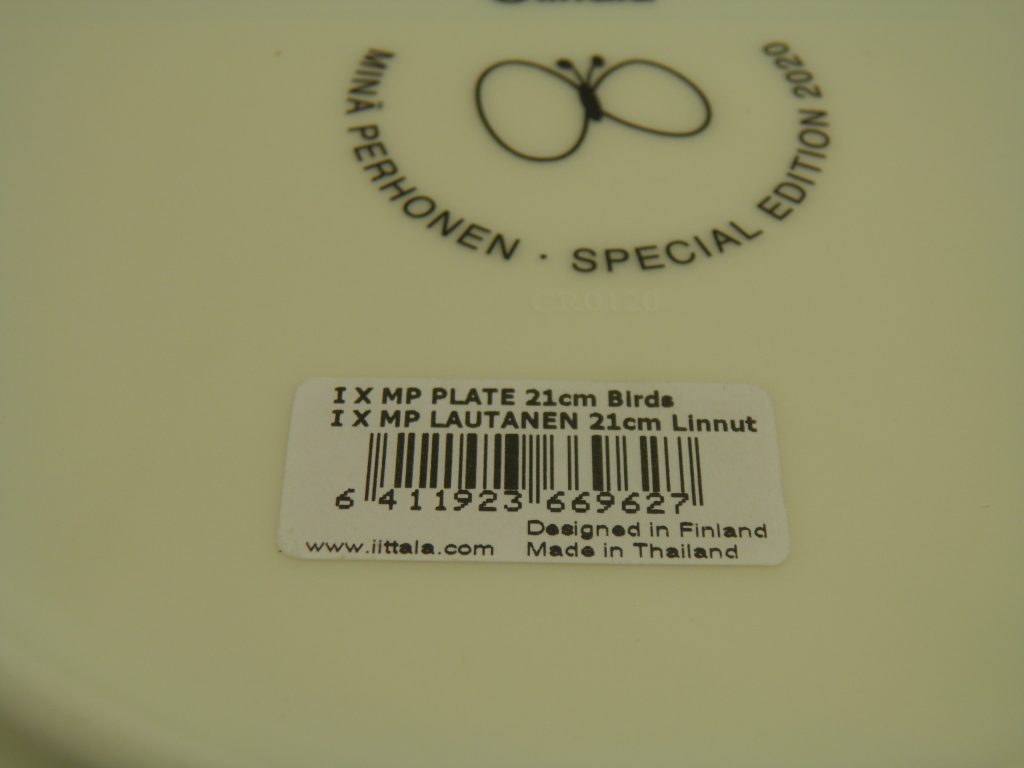 MINÄ PERHONEN · SPECIAL EDITION 2020
CR0120
I X MP PLATE 21cm Birds
I X MP LAUTANEN 21cm Linnut
6 411923 669627
Designed in Finland
www.iittala.com Made in Thailand